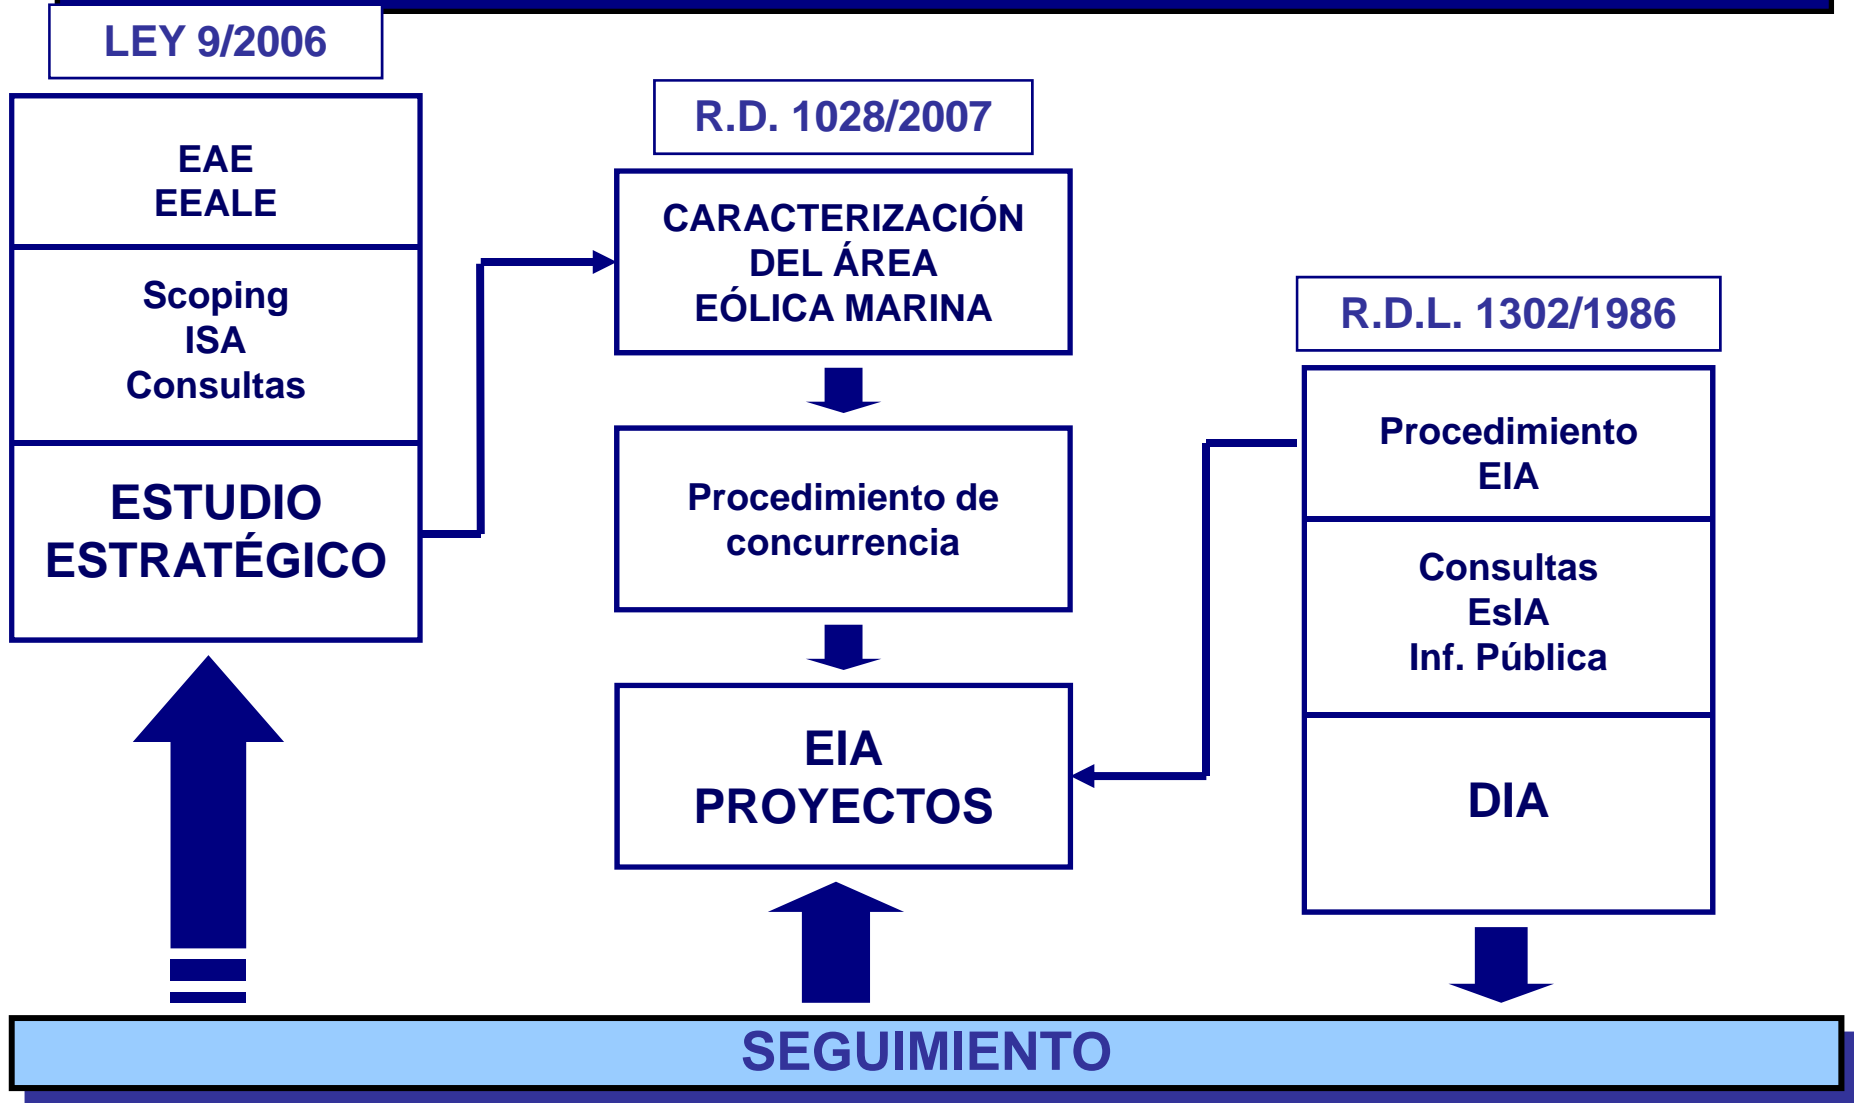 LEY 9/2006
EAE
EEALE
Scoping
ISA
Consultas
ESTUDIO
ESTRATÉGICO
R.D. 1028/2007
CARACTERIZACIÓN
DEL ÁREA
EÓLICA MARINA
Procedimiento de
concurrencia
EIA
PROYECTOS
R.D.L. 1302/1986
Procedimiento
EIA
Consultas
EsIA
Inf. Pública
DIA
SEGUIMIENTO